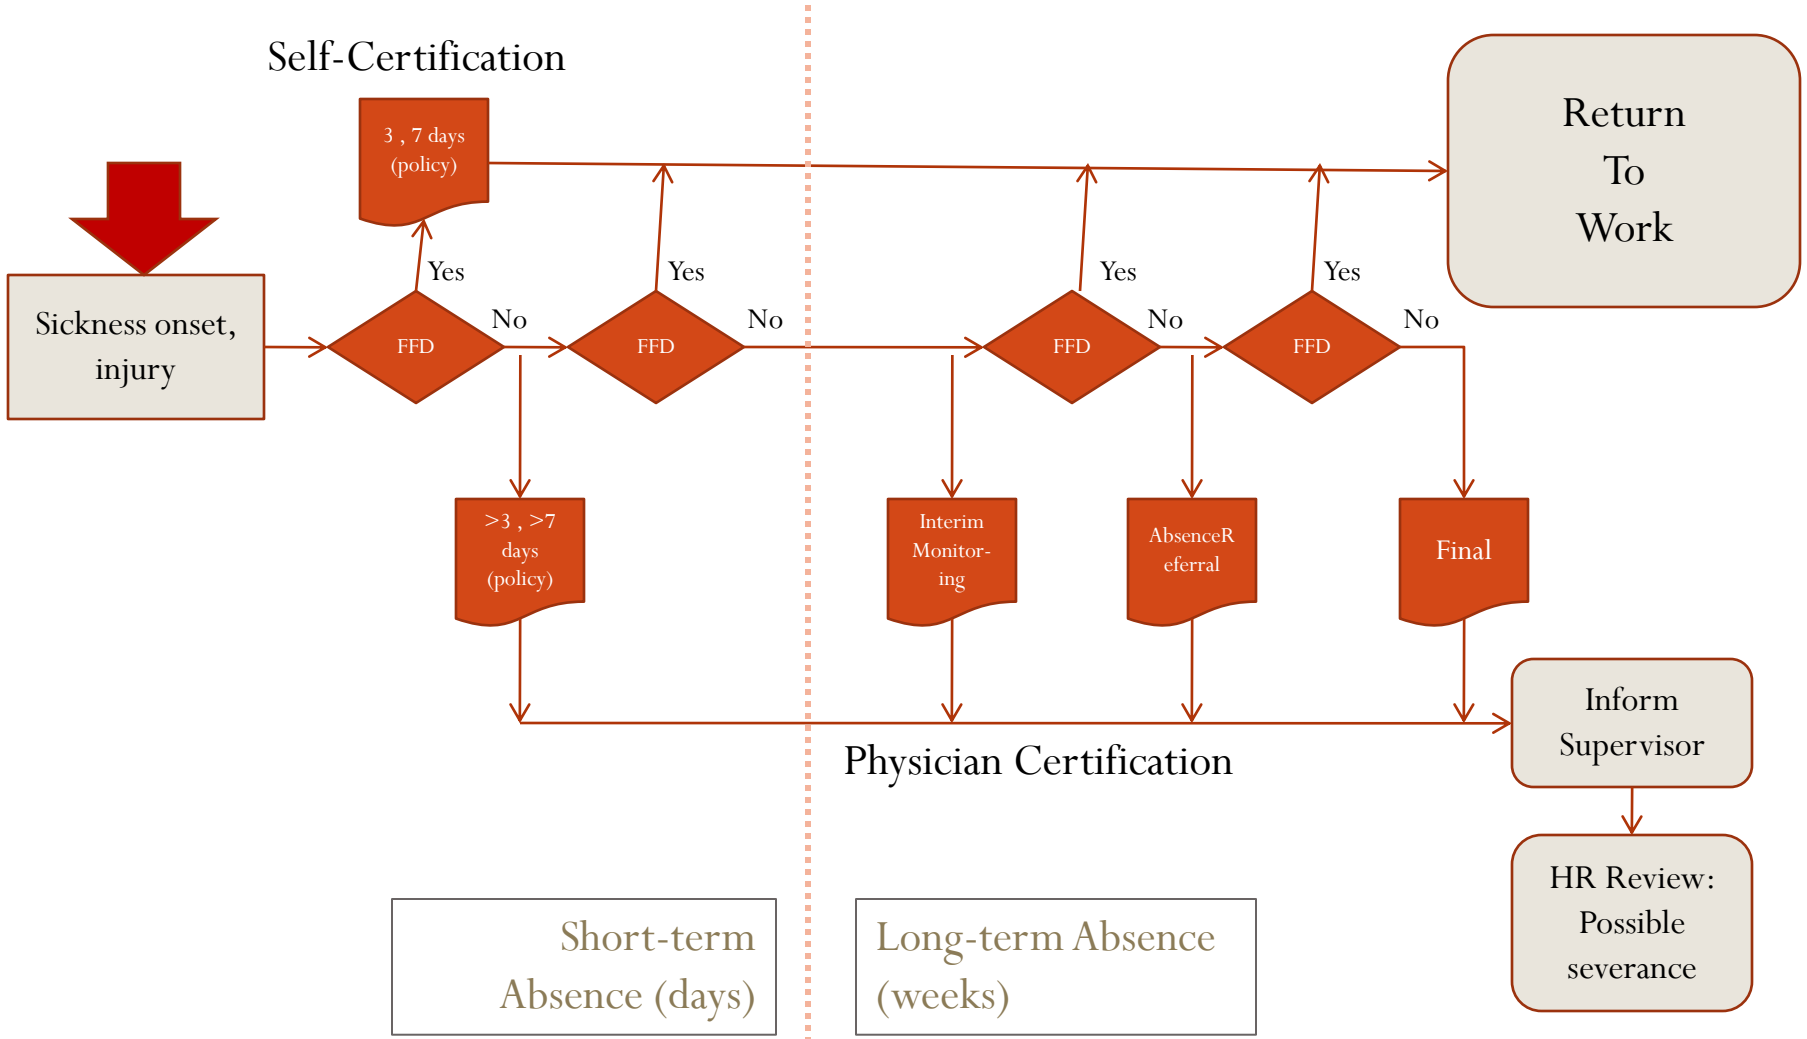 Self-Certification
3 , 7 days
(policy)
Return
To
Work
Yes
Yes
Yes
Yes
Sickness onset,
injury
FFD
No
FFD
No
FFD
No
FFD
No
>3 , >7
days
(policy)
Interim
Monitor-
ing
AbsenceR
eferral
Final
Inform
Supervisor
Physician Certification
HR Review:
Possible
severance
Short-term
Absence (days)
Long-term Absence
(weeks)